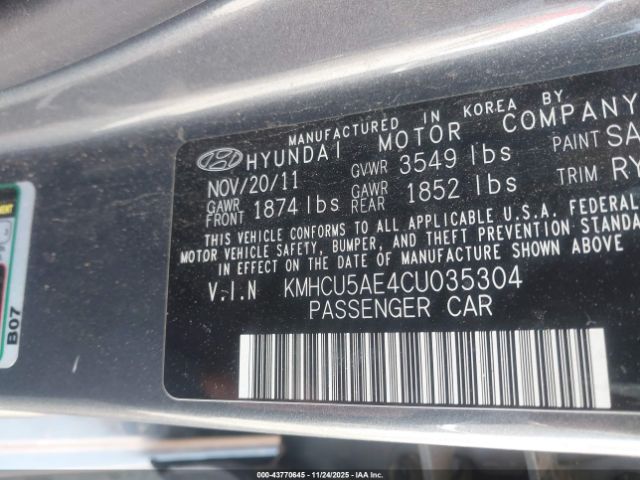 MANUFACTURED IN KOREA BY
HYUNDAI MOTOR COMPANY
NOV/20/11 GVWR 3549 lbs PAINT SA
GAWR FRONT 1874 lbs GAWR REAR 1852 lbs TRIM RY
THIS VEHICLE CONFORMS TO ALL APPLICABLE U.S.A. FEDERAL
MOTOR VEHICLE SAFETY, BUMPER, AND THEFT PREVENTION STANDA
IN EFFECT ON THE DATE OF MANUFACTURE SHOWN ABOVE
V.I.N KMHCU5AE4CU035304
PASSENGER CAR
B07
00-43770645 - 11/24/2025 - IAA Inc.